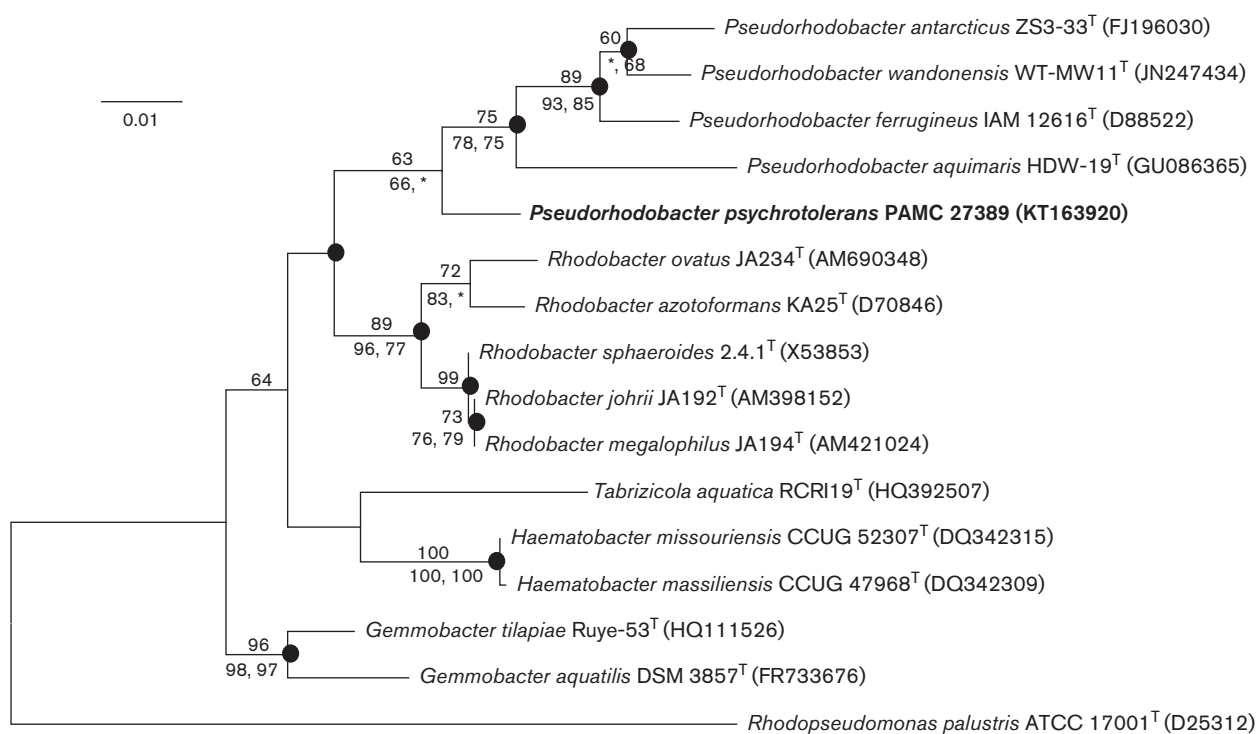 Pseudorhodobacter antarcticus ZS3-33ᵀ (FJ196030)
60
*, 68
Pseudorhodobacter wandonensis WT-MW11ᵀ (JN247434)
89
93, 85
0.01
Pseudorhodobacter ferrugineus IAM 12616ᵀ (D88522)
75
78, 75
Pseudorhodobacter aquimaris HDW-19ᵀ (GU086365)
63
66, *
Pseudorhodobacter psychrotolerans PAMC 27389 (KT163920)
Rhodobacter ovatus JA234ᵀ (AM690348)
72
83, *
Rhodobacter azotoformans KA25ᵀ (D70846)
89
96, 77
Rhodobacter sphaeroides 2.4.1ᵀ (X53853)
99
Rhodobacter johrii JA192ᵀ (AM398152)
64
73
76, 79
Rhodobacter megalophilus JA194ᵀ (AM421024)
Tabrizicola aquatica RCRI19ᵀ (HQ392507)
Haematobacter missouriensis CCUG 52307ᵀ (DQ342315)
100
100, 100
Haematobacter massiliensis CCUG 47968ᵀ (DQ342309)
Gemmobacter tilapiae Ruye-53ᵀ (HQ111526)
96
98, 97
Gemmobacter aquatilis DSM 3857ᵀ (FR733676)
Rhodopseudomonas palustris ATCC 17001ᵀ (D25312)